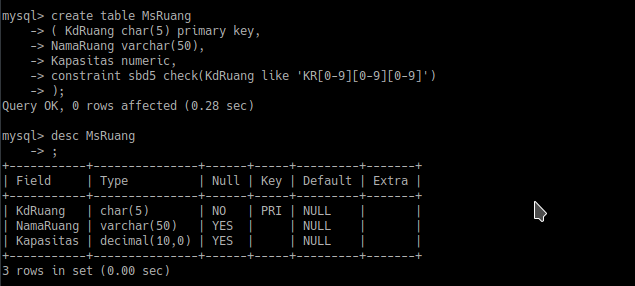 mysql> create table MsRuang
    -> ( KdRuang char(5) primary key,
    -> NamaRuang varchar(50),
    -> Kapasitas numeric,
    -> constraint sbd5 check(KdRuang like 'KR[0-9][0-9][0-9]')
    -> );
Query OK, 0 rows affected (0.28 sec)

mysql> desc MsRuang
    -> ;
+-----------+---------------+------+-----+---------+-------+
| Field     | Type          | Null | Key | Default | Extra |
+-----------+---------------+------+-----+---------+-------+
| KdRuang   | char(5)       | NO   | PRI | NULL    |       |
| NamaRuang | varchar(50)   | YES  |     | NULL    |       |
| Kapasitas | decimal(10,0) | YES  |     | NULL    |       |
+-----------+---------------+------+-----+---------+-------+
3 rows in set (0.00 sec)